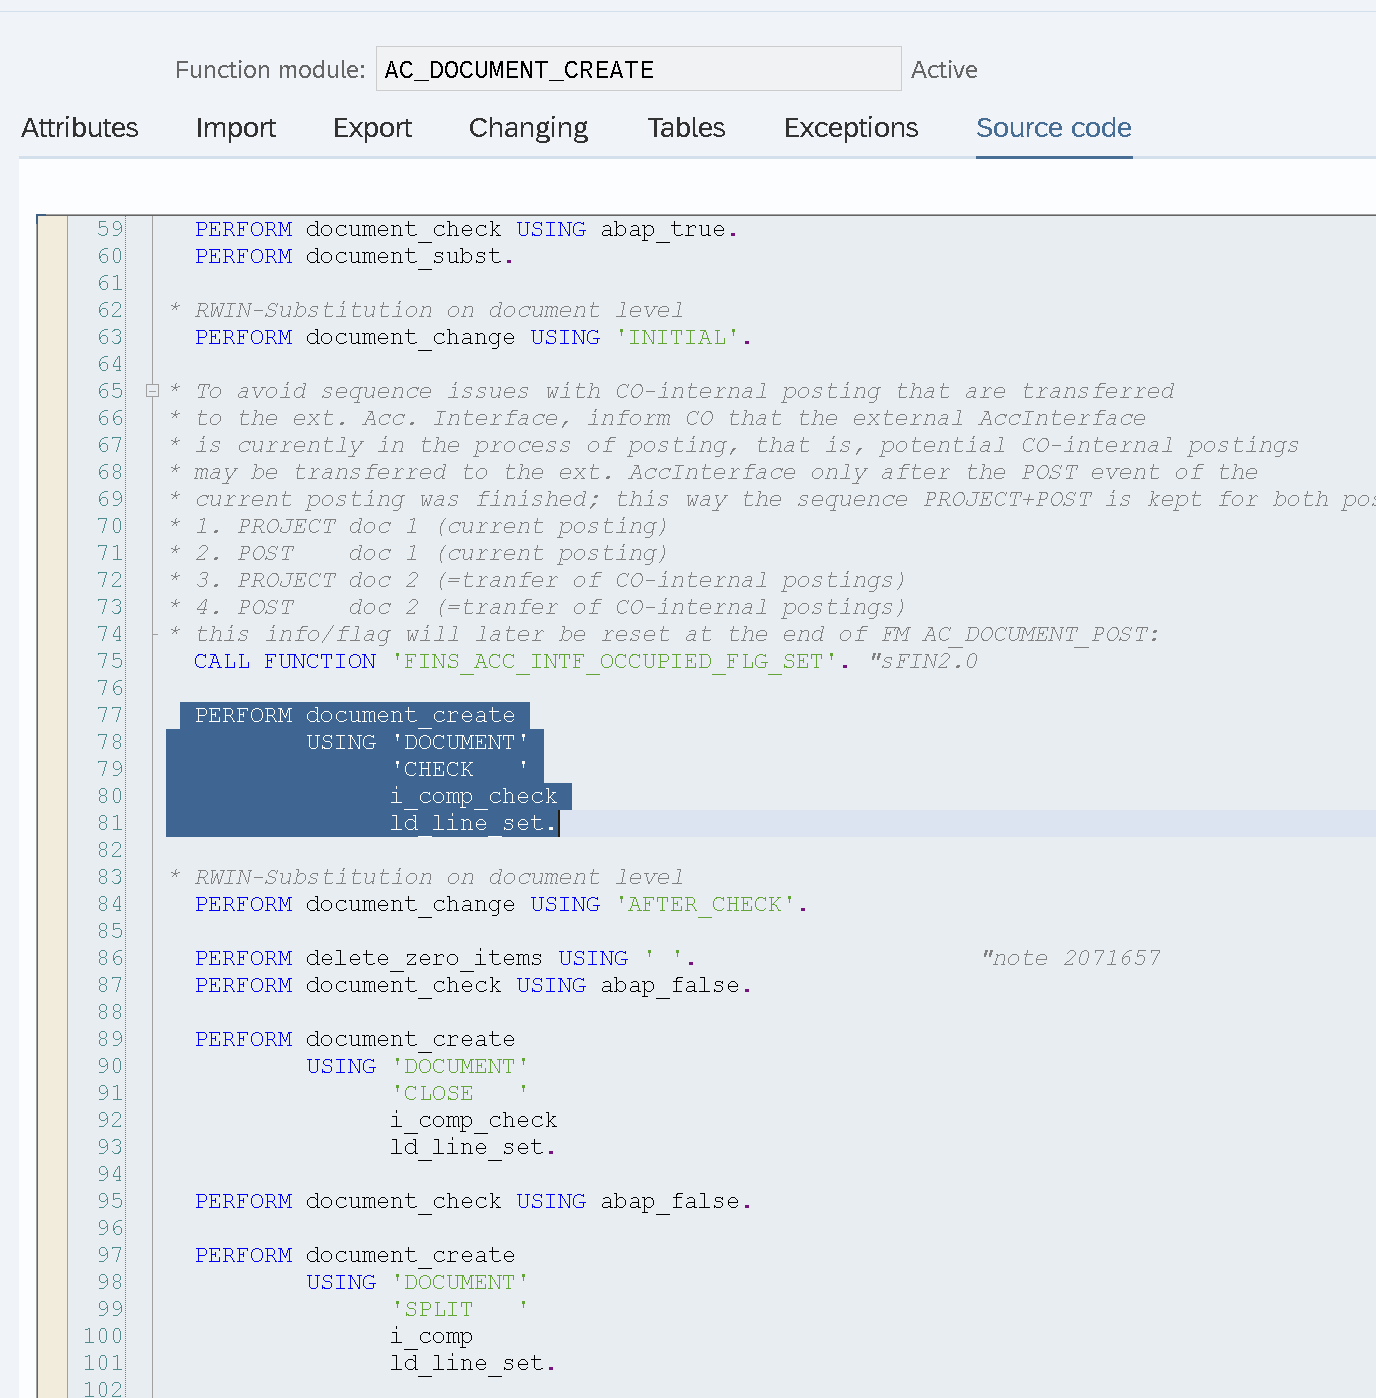 Function module: AC_DOCUMENT_CREATE Active
Attributes Import Export Changing Tables Exceptions Source code
59 PERFORM document_check USING abap_true.
60 PERFORM document_subst.
61
62 * RWIN-Substitution on document level
63 PERFORM document_change USING 'INITIAL'.
64
65 * To avoid sequence issues with CO-internal posting that are transferred
66 * to the ext. Acc. Interface, inform CO that the external AccInterface
67 * is currently in the process of posting, that is, potential CO-internal postings
68 * may be transferred to the ext. AccInterface only after the POST event of the
69 * current posting was finished; this way the sequence PROJECT+POST is kept for both pos
70 * 1. PROJECT doc 1 (current posting)
71 * 2. POST    doc 1 (current posting)
72 * 3. PROJECT doc 2 (=tranfer of CO-internal postings)
73 * 4. POST    doc 2 (=tranfer of CO-internal postings)
74 * this info/flag will later be reset at the end of FM AC_DOCUMENT_POST:
75 CALL FUNCTION 'FINS_ACC_INTF_OCCUPIED_FLG_SET'. "sFIN2.0
76
77 PERFORM document_create
78 USING 'DOCUMENT'
79 'CHECK   '
80 i_comp_check
81 ld_line_set.
82
83 * RWIN-Substitution on document level
84 PERFORM document_change USING 'AFTER_CHECK'.
85
86 PERFORM delete_zero_items USING ' '. "note 2071657
87 PERFORM document_check USING abap_false.
88
89 PERFORM document_create
90 USING 'DOCUMENT'
91 'CLOSE   '
92 i_comp_check
93 ld_line_set.
94
95 PERFORM document_check USING abap_false.
96
97 PERFORM document_create
98 USING 'DOCUMENT'
99 'SPLIT   '
100 i_comp
101 ld_line_set.
102